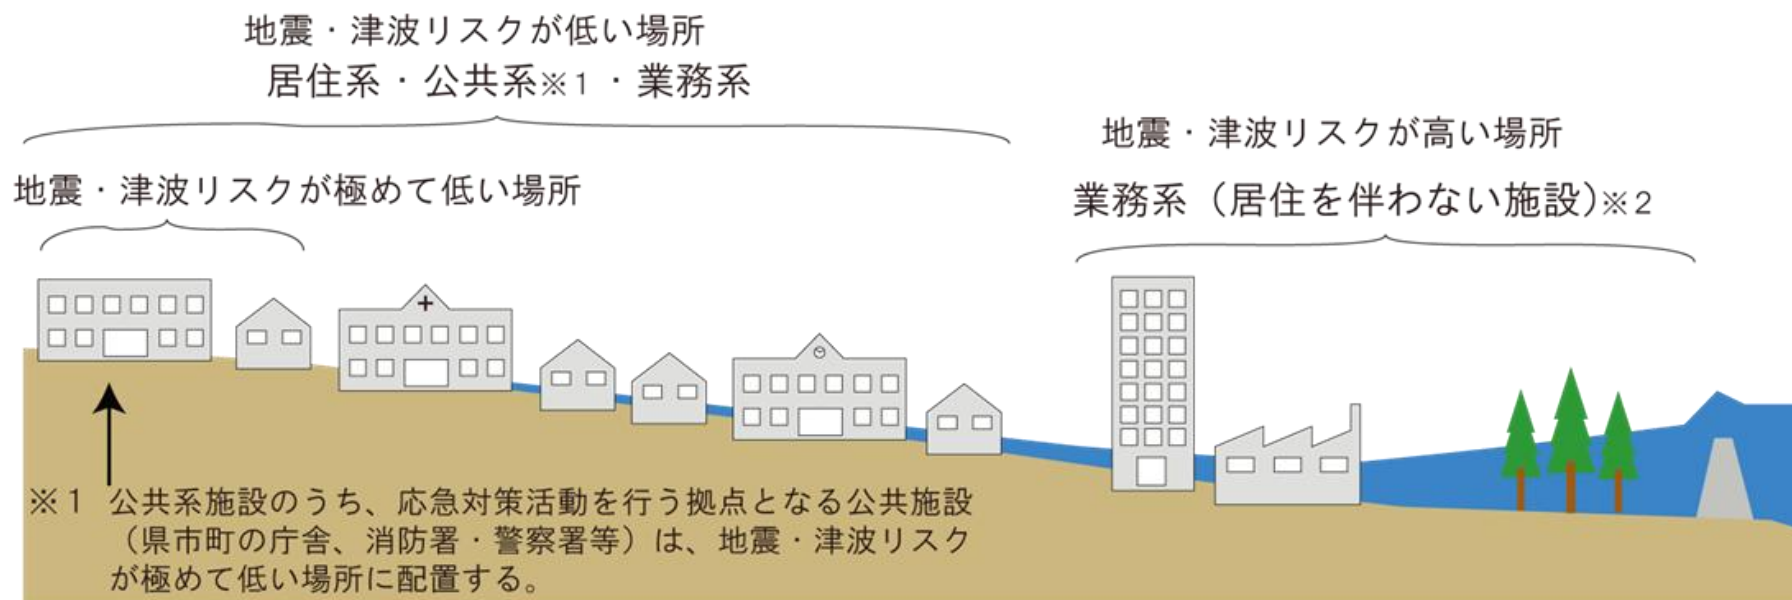 地震・津波リスクが低い場所
居住系・公共系※1・業務系
地震・津波リスクが極めて低い場所
地震・津波リスクが高い場所
業務系（居住を伴わない施設）※2
※1 公共系施設のうち、応急対策活動を行う拠点となる公共施設
（県市町の庁舎、消防署・警察署等）は、地震・津波リスク
が極めて低い場所に配置する。